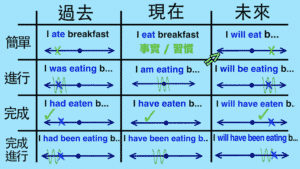 過去 現在 未來
簡單 I ate breakfast I eat breakfast I will eat b...
事實 / 習慣
進行 I was eating b... I am eating b... I will be eating b...
完成 I had eaten b... I have eaten b... I will have eaten b.
完成 I had been eating b... I have been eating b... I will have been eating b...
進行